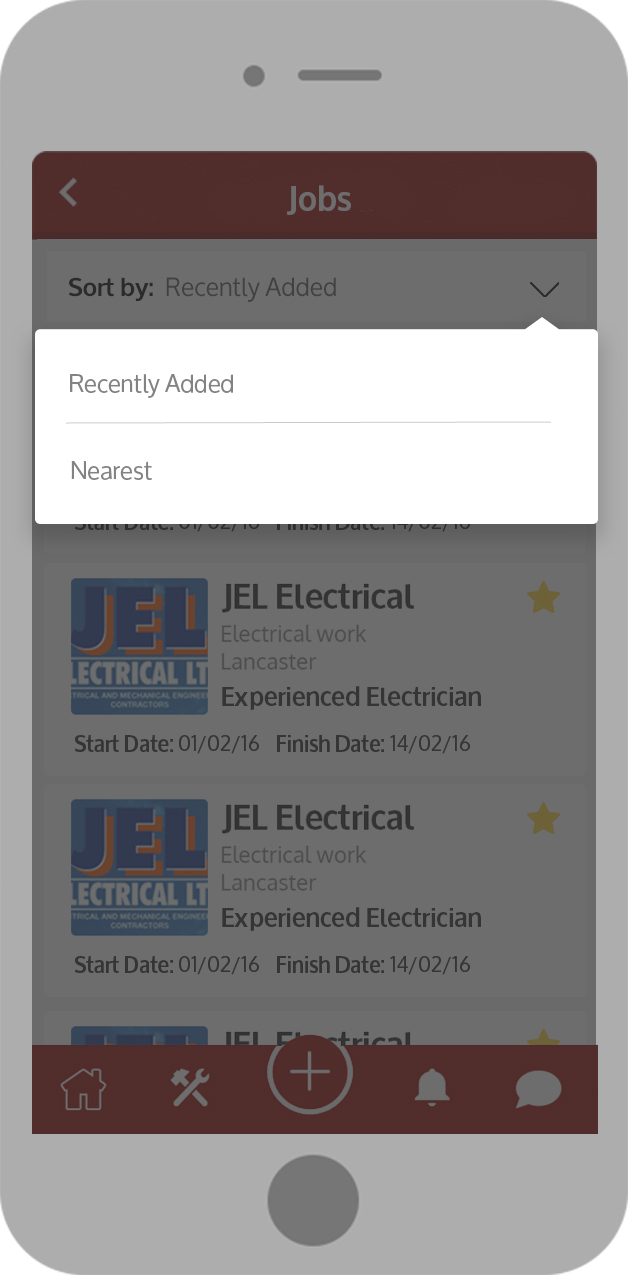 Jobs
Sort by: Recently Added
Recently Added
Nearest
Start Date: 01/02/16 Finish Date: 14/02/16
JEL Electrical
Electrical work
Lancaster
Experienced Electrician
JEL
LECTRICAL LT
TRICAL AND MECHANICAL ENGINEE
CONTRACTORS
Start Date: 01/02/16 Finish Date: 14/02/16
JEL Electrical
Electrical work
Lancaster
Experienced Electrician
JEL
LECTRICAL LT
TRICAL AND MECHANICAL ENGINEE
CONTRACTORS
Start Date: 01/02/16 Finish Date: 14/02/16
JEL Electrical
JEL